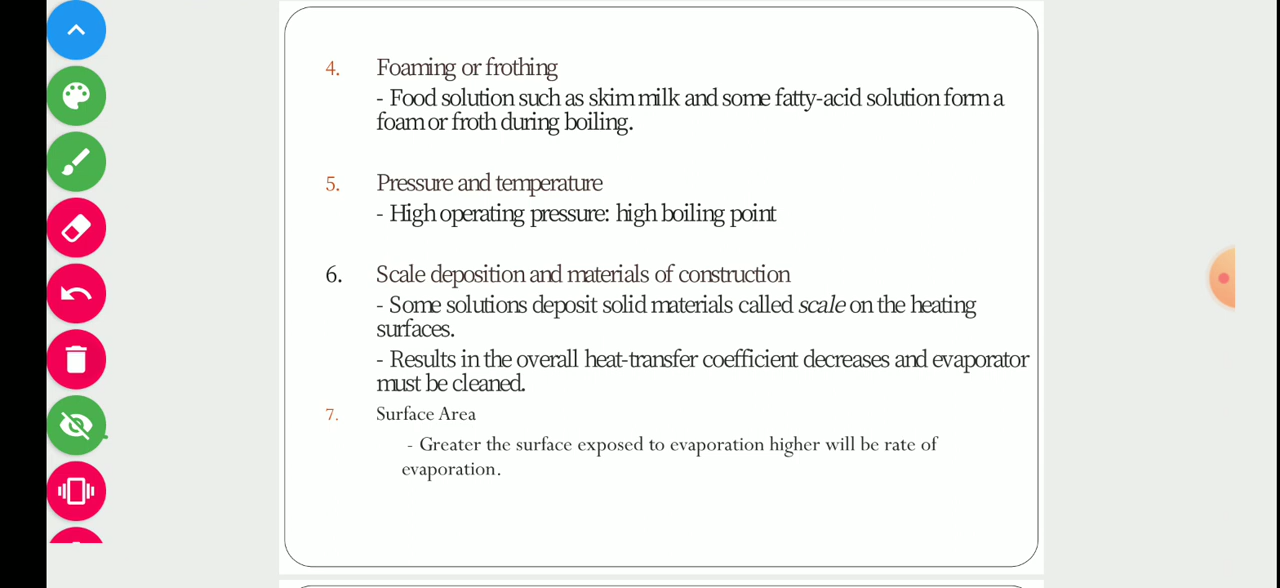 4. Foaming or frothing
- Food solution such as skim milk and some fatty-acid solution form a
foam or froth during boiling.
5. Pressure and temperature
- High operating pressure: high boiling point
6. Scale deposition and materials of construction
- Some solutions deposit solid materials called scale on the heating
surfaces.
- Results in the overall heat-transfer coefficient decreases and evaporator
must be cleaned.
7. Surface Area
- Greater the surface exposed to evaporation higher will be rate of
evaporation.